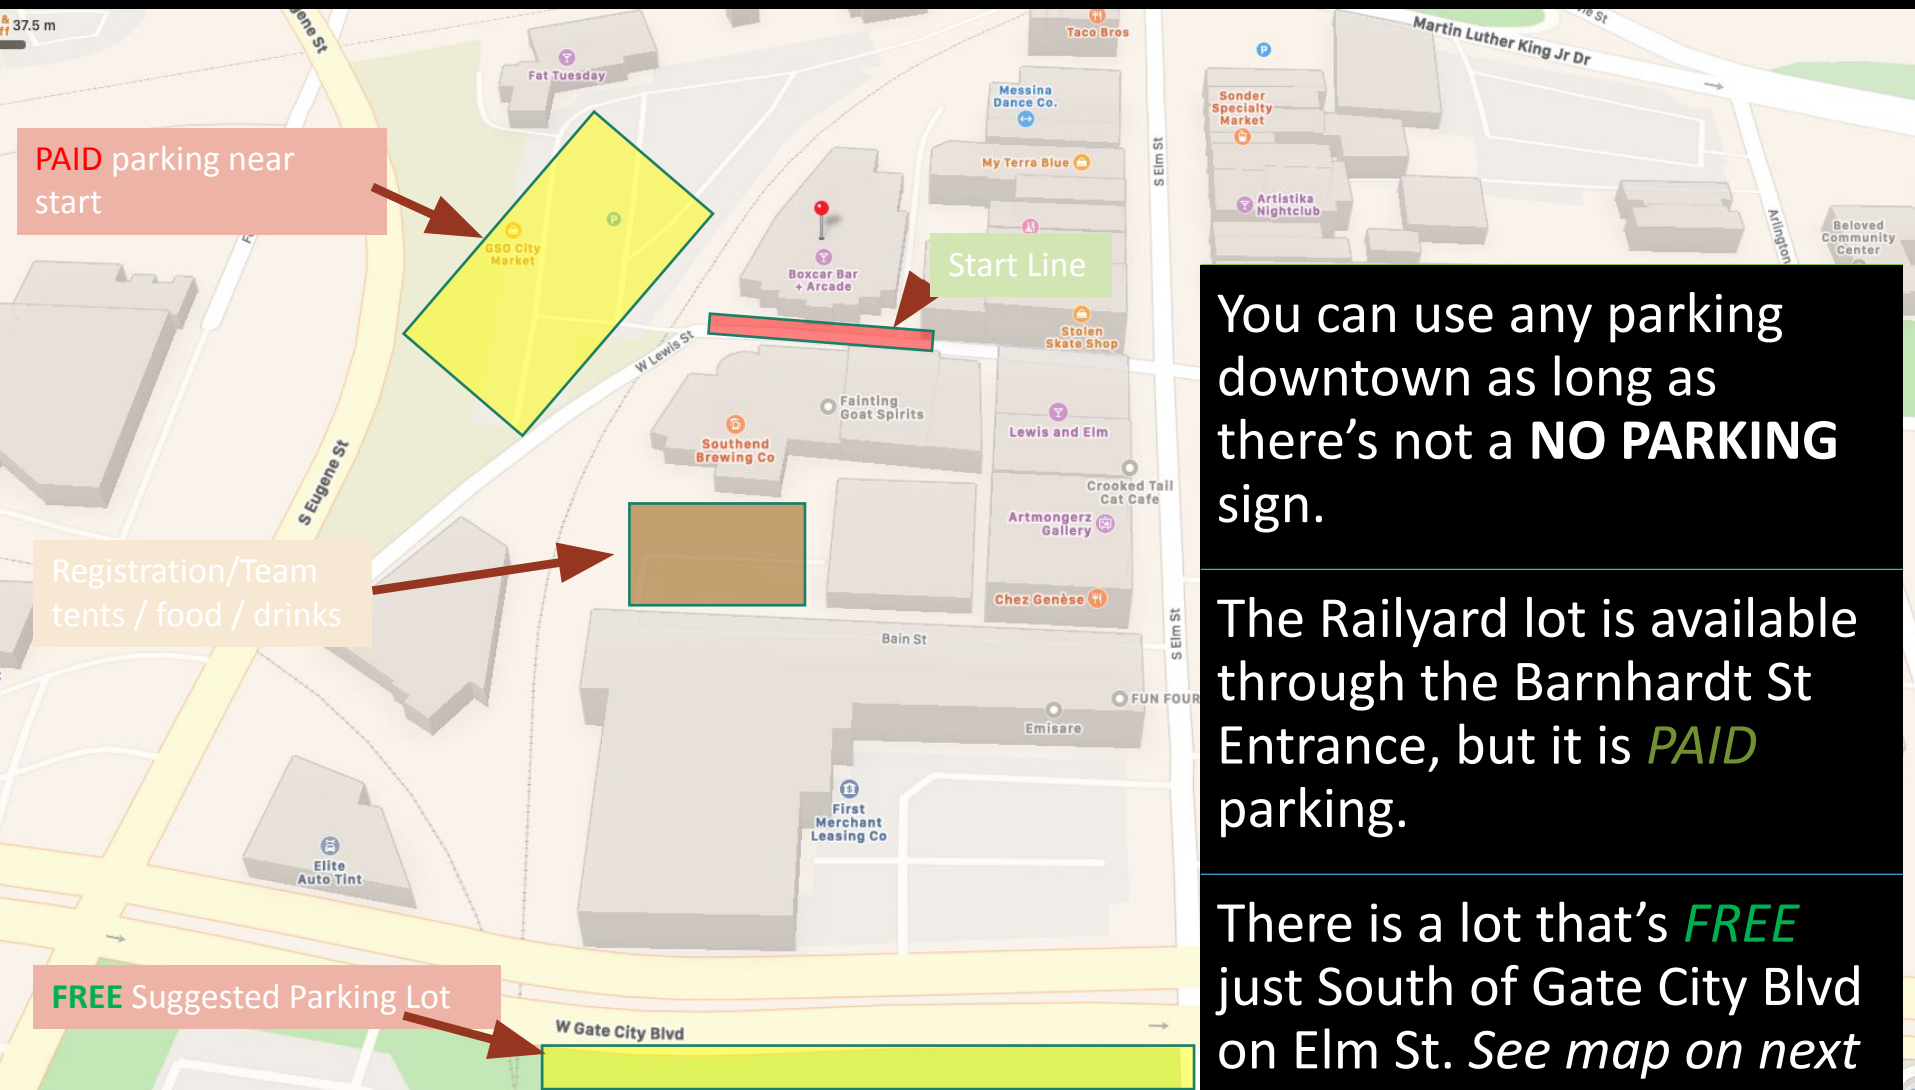 37.5 m
S Eugene St
Fat Tuesday
Taco Bros
Messina
Dance Co.
My Terra Blue
S Elm St
Sonder
Specialty
Market
Martin Luther King Jr Dr
Artistika
Nightclub
Arlington
Beloved
Community
Center
PAID parking near
start
GSO City
Market
P
P
Boxcar Bar
+ Arcade
Start Line
Stolen
Skate Shop
W Lewis St
Fainting
Goat Spirits
Southend
Brewing Co
Lewis and Elm
Crooked Tail
Cat Cafe
Artmongerz
Gallery
S Eugene St
Registration/Team
tents / food / drinks
Chez Genèse
Bain St
S Elm St
FUN FOUR
Emisare
First
Merchant
Leasing Co
Elite
Auto Tint
FREE Suggested Parking Lot
W Gate City Blvd
You can use any parking
downtown as long as
there’s not a NO PARKING
sign.
The Railyard lot is available
through the Barnhardt St
Entrance, but it is PAID
parking.
There is a lot that’s FREE
just South of Gate City Blvd
on Elm St. See map on next